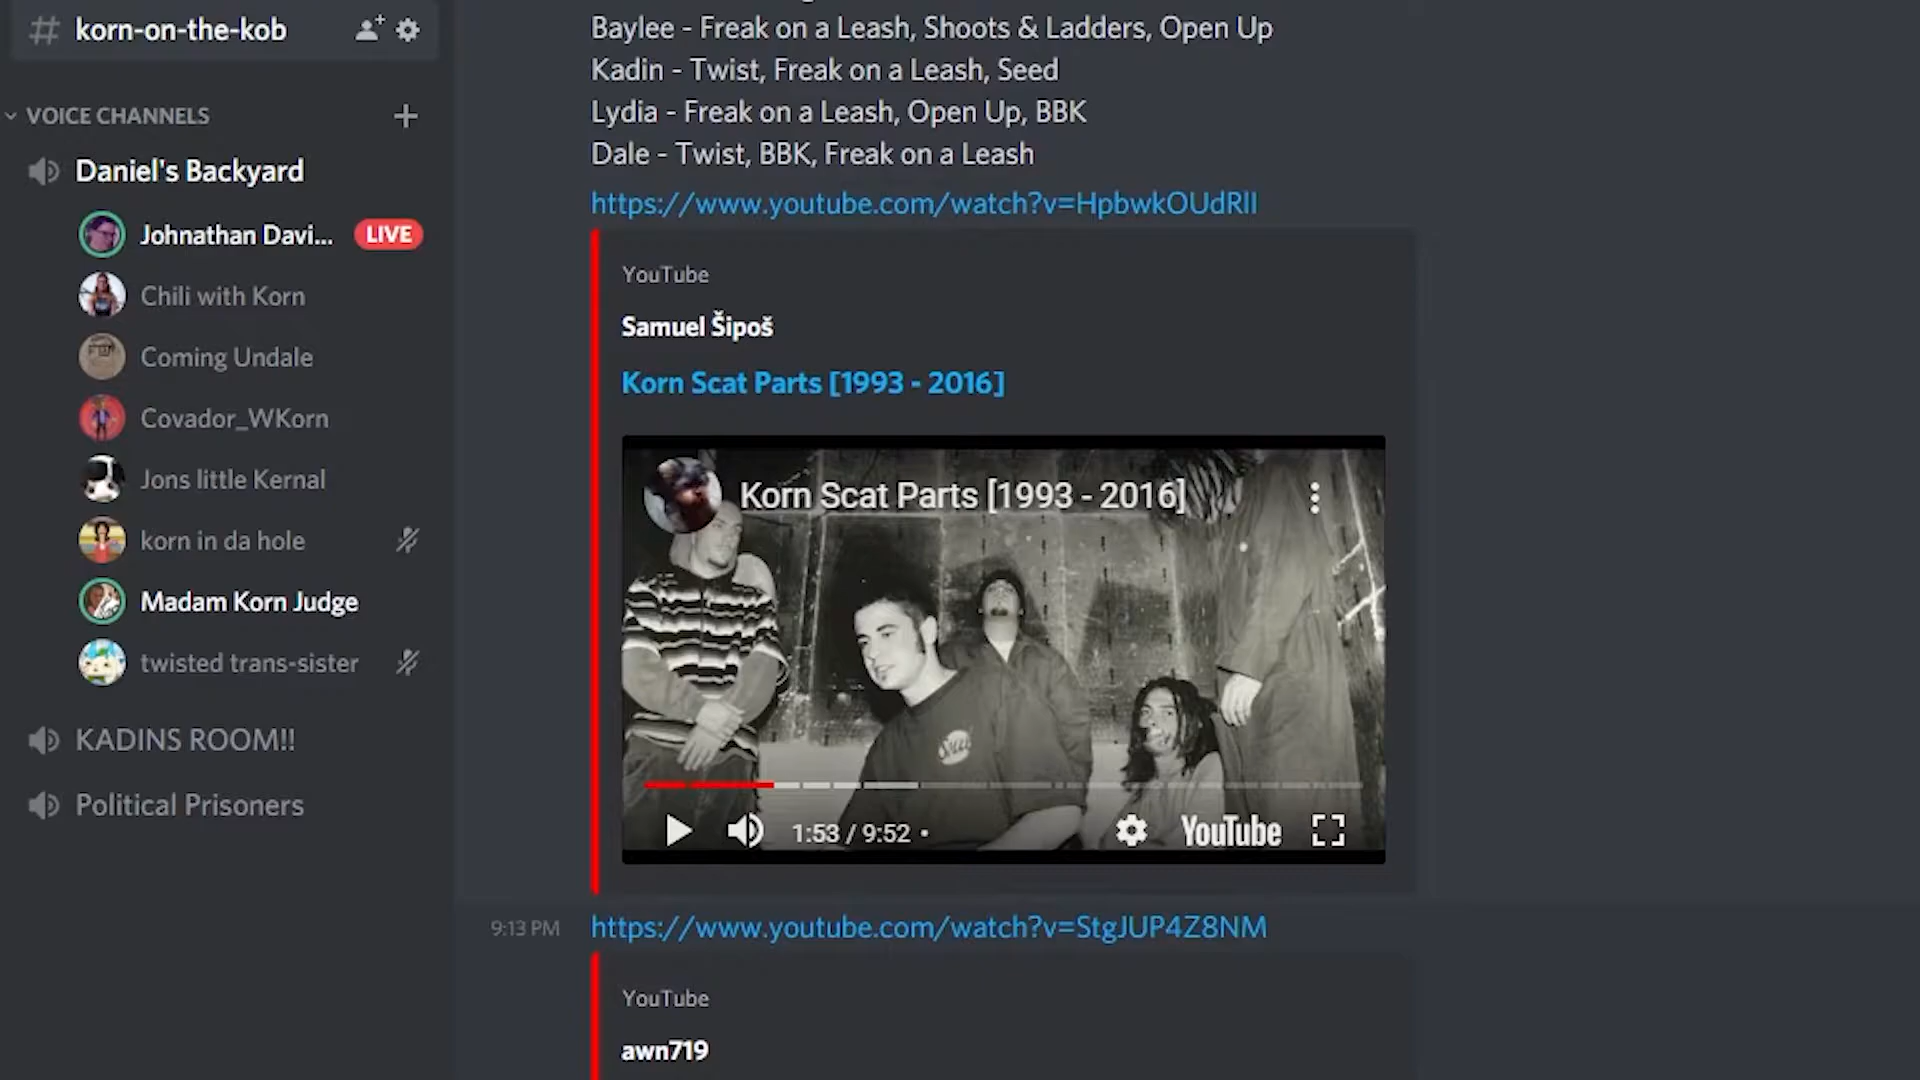 korn-on-the-kob
VOICE CHANNELS
Daniel's Backyard
Johnathan Davi...
LIVE
Chili with Korn
Coming Undale
Covador_WKorn
Jons little Kernal
korn in da hole
Madam Korn Judge
twisted trans-sister
KADINS ROOM!!
Political Prisoners
Baylee - Freak on a Leash, Shoots & Ladders, Open Up
Kadin - Twist, Freak on a Leash, Seed
Lydia - Freak on a Leash, Open Up, BBK
Dale - Twist, BBK, Freak on a Leash
https://www.youtube.com/watch?v=HpbwkOUdRlI
YouTube
Samuel Šipoš
Korn Scat Parts [1993 - 2016]
Korn Scat Parts [1993 - 2016]
1:53 / 9:52 •
YouTube
9:13 PM https://www.youtube.com/watch?v=StgJUP4Z8NM
YouTube
awn719